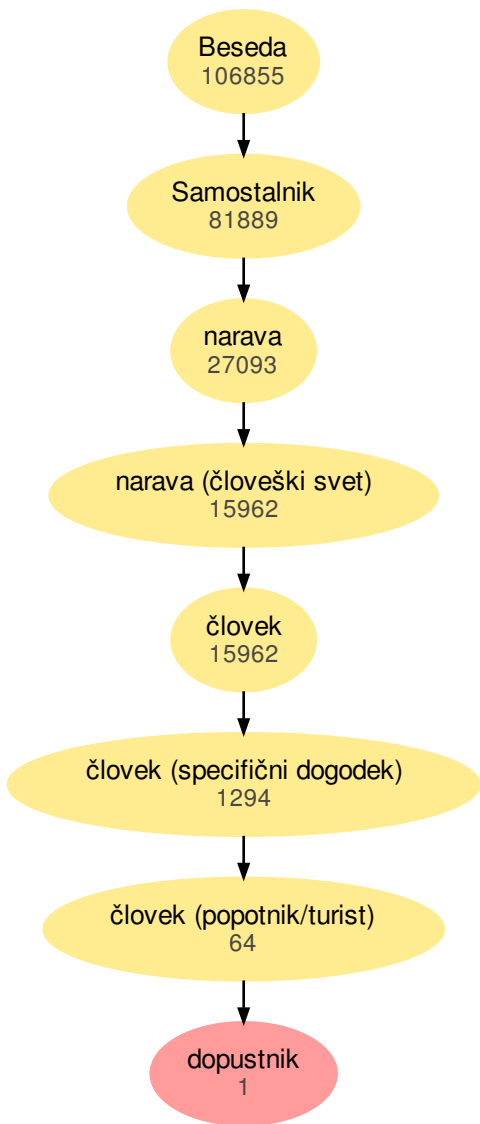 Beseda
106855
Samostalnik
81889
narava
27093
narava (človeški svet)
15962
človek
15962
človek (specifični dogodek)
1294
človek (popotnik/turist)
64
dopustnik
1